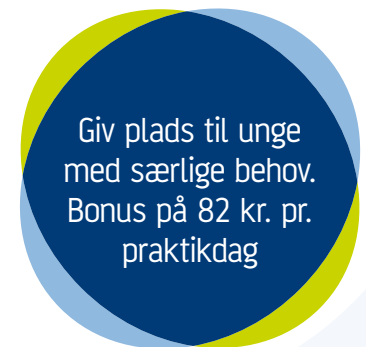 Giv plads til unge
med særlige behov.
Bonus på 82 kr. pr.
praktikdag